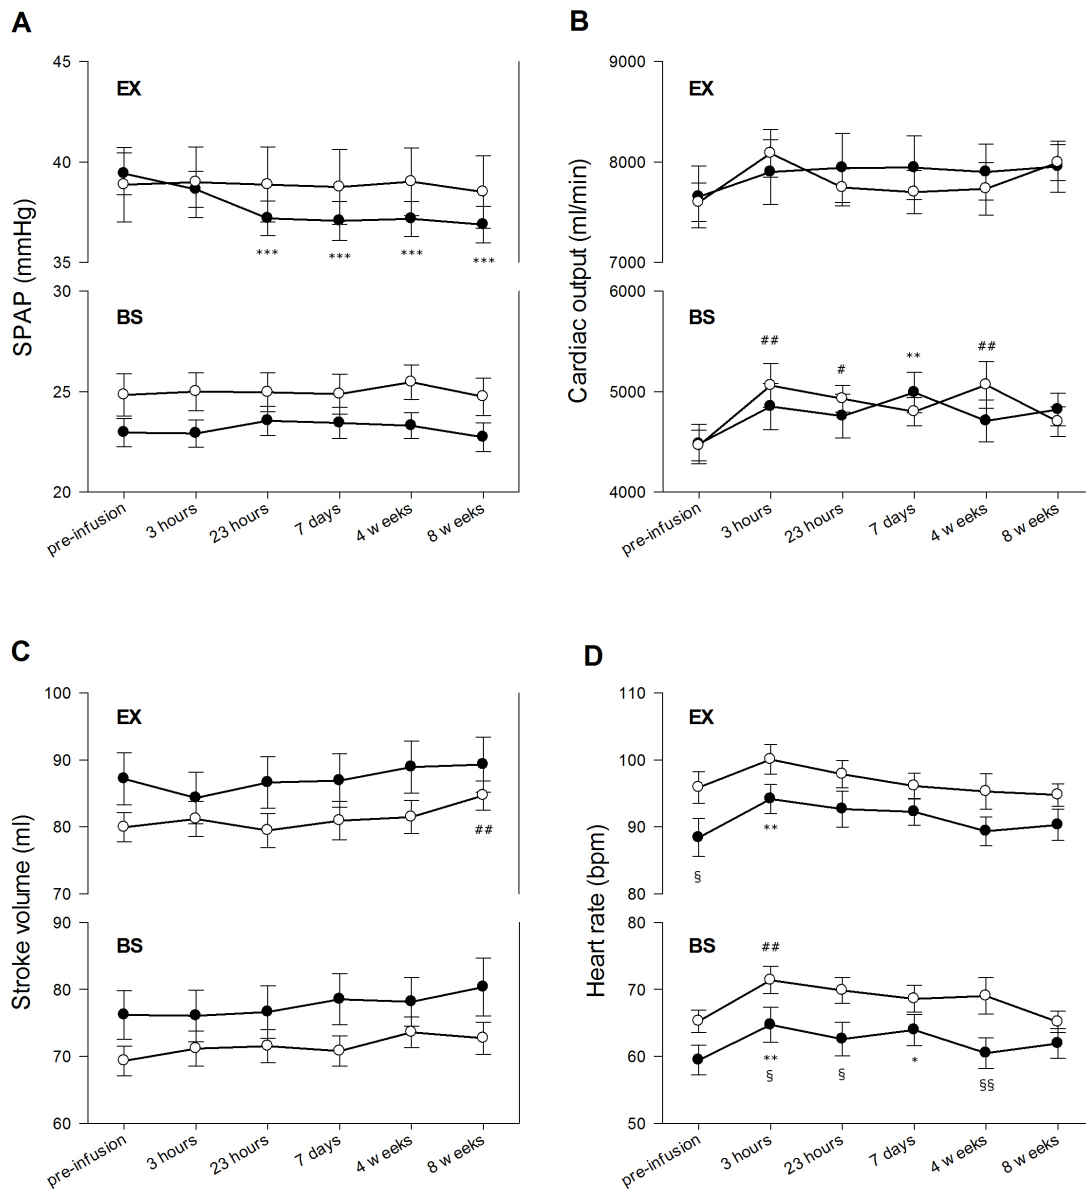 A
SPAP (mmHg)
45
EX
40
35
*** *** *** ***
30
BS
25
20
pre-infusion 3 hours 23 hours 7 days 4 w eeks 8 w eeks
B
Cardiac output (ml/min)
9000
EX
8000
7000
6000
BS
## # ** ##
5000
4000
pre-infusion 3 hours 23 hours 7 days 4 w eeks 8 w eeks
C
Stroke volume (ml)
100
EX
90
80
##
70
90
BS
80
70
60
pre-infusion 3 hours 23 hours 7 days 4 w eeks 8 w eeks
D
Heart rate (bpm)
110
EX
100
90
**
§
80
80
BS
##
70
60
** *
§ § §§
50
pre-infusion 3 hours 23 hours 7 days 4 w eeks 8 w eeks